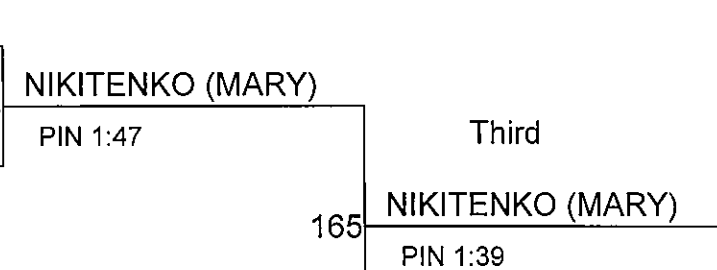 NIKITENKO (MARY)
PIN 1:47
Third
NIKITENKO (MARY)
165
PIN 1:39